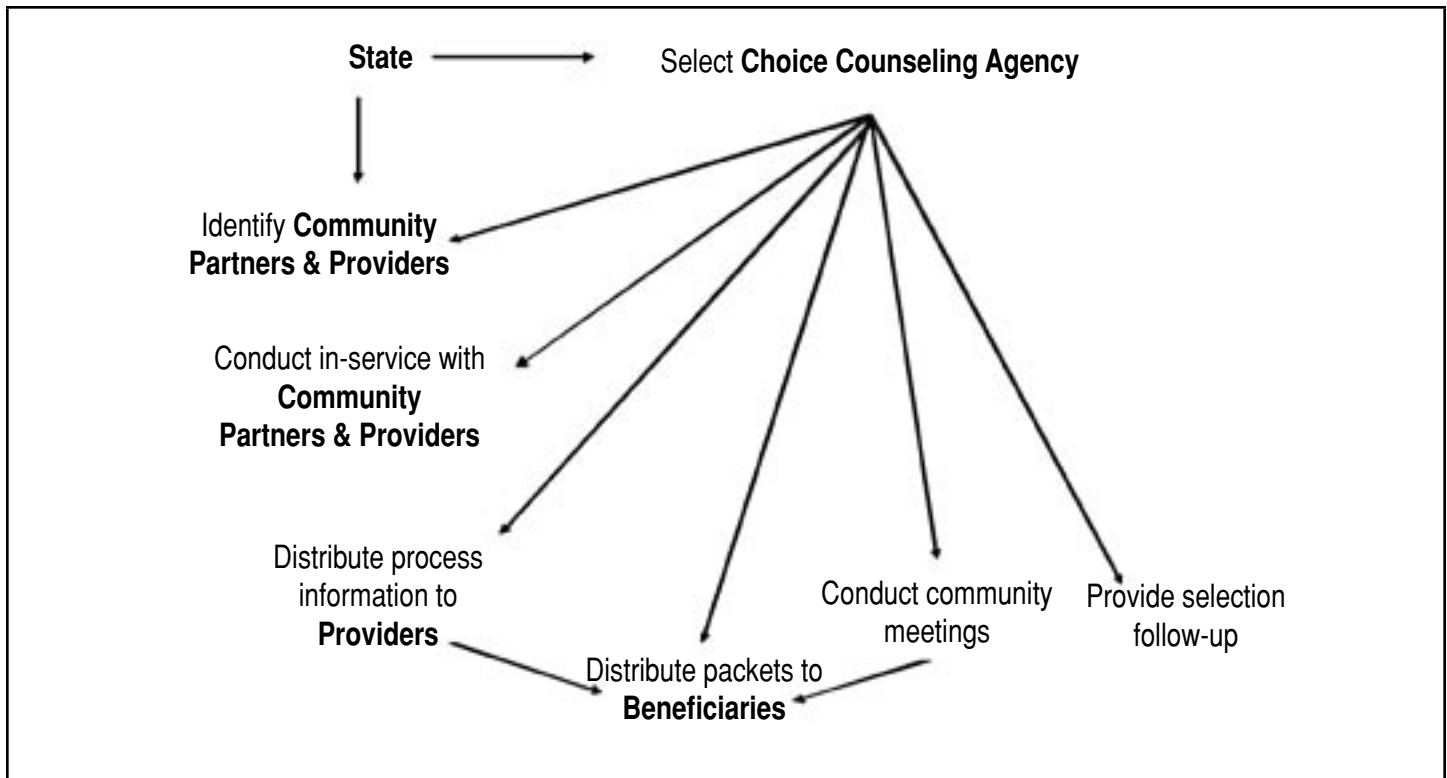 State
Select Choice Counseling Agency
Identify Community
Partners & Providers
Conduct in-service with
Community
Partners & Providers
Distribute process
information to
Providers
Distribute packets to
Beneficiaries
Conduct community
meetings
Provide selection
follow-up